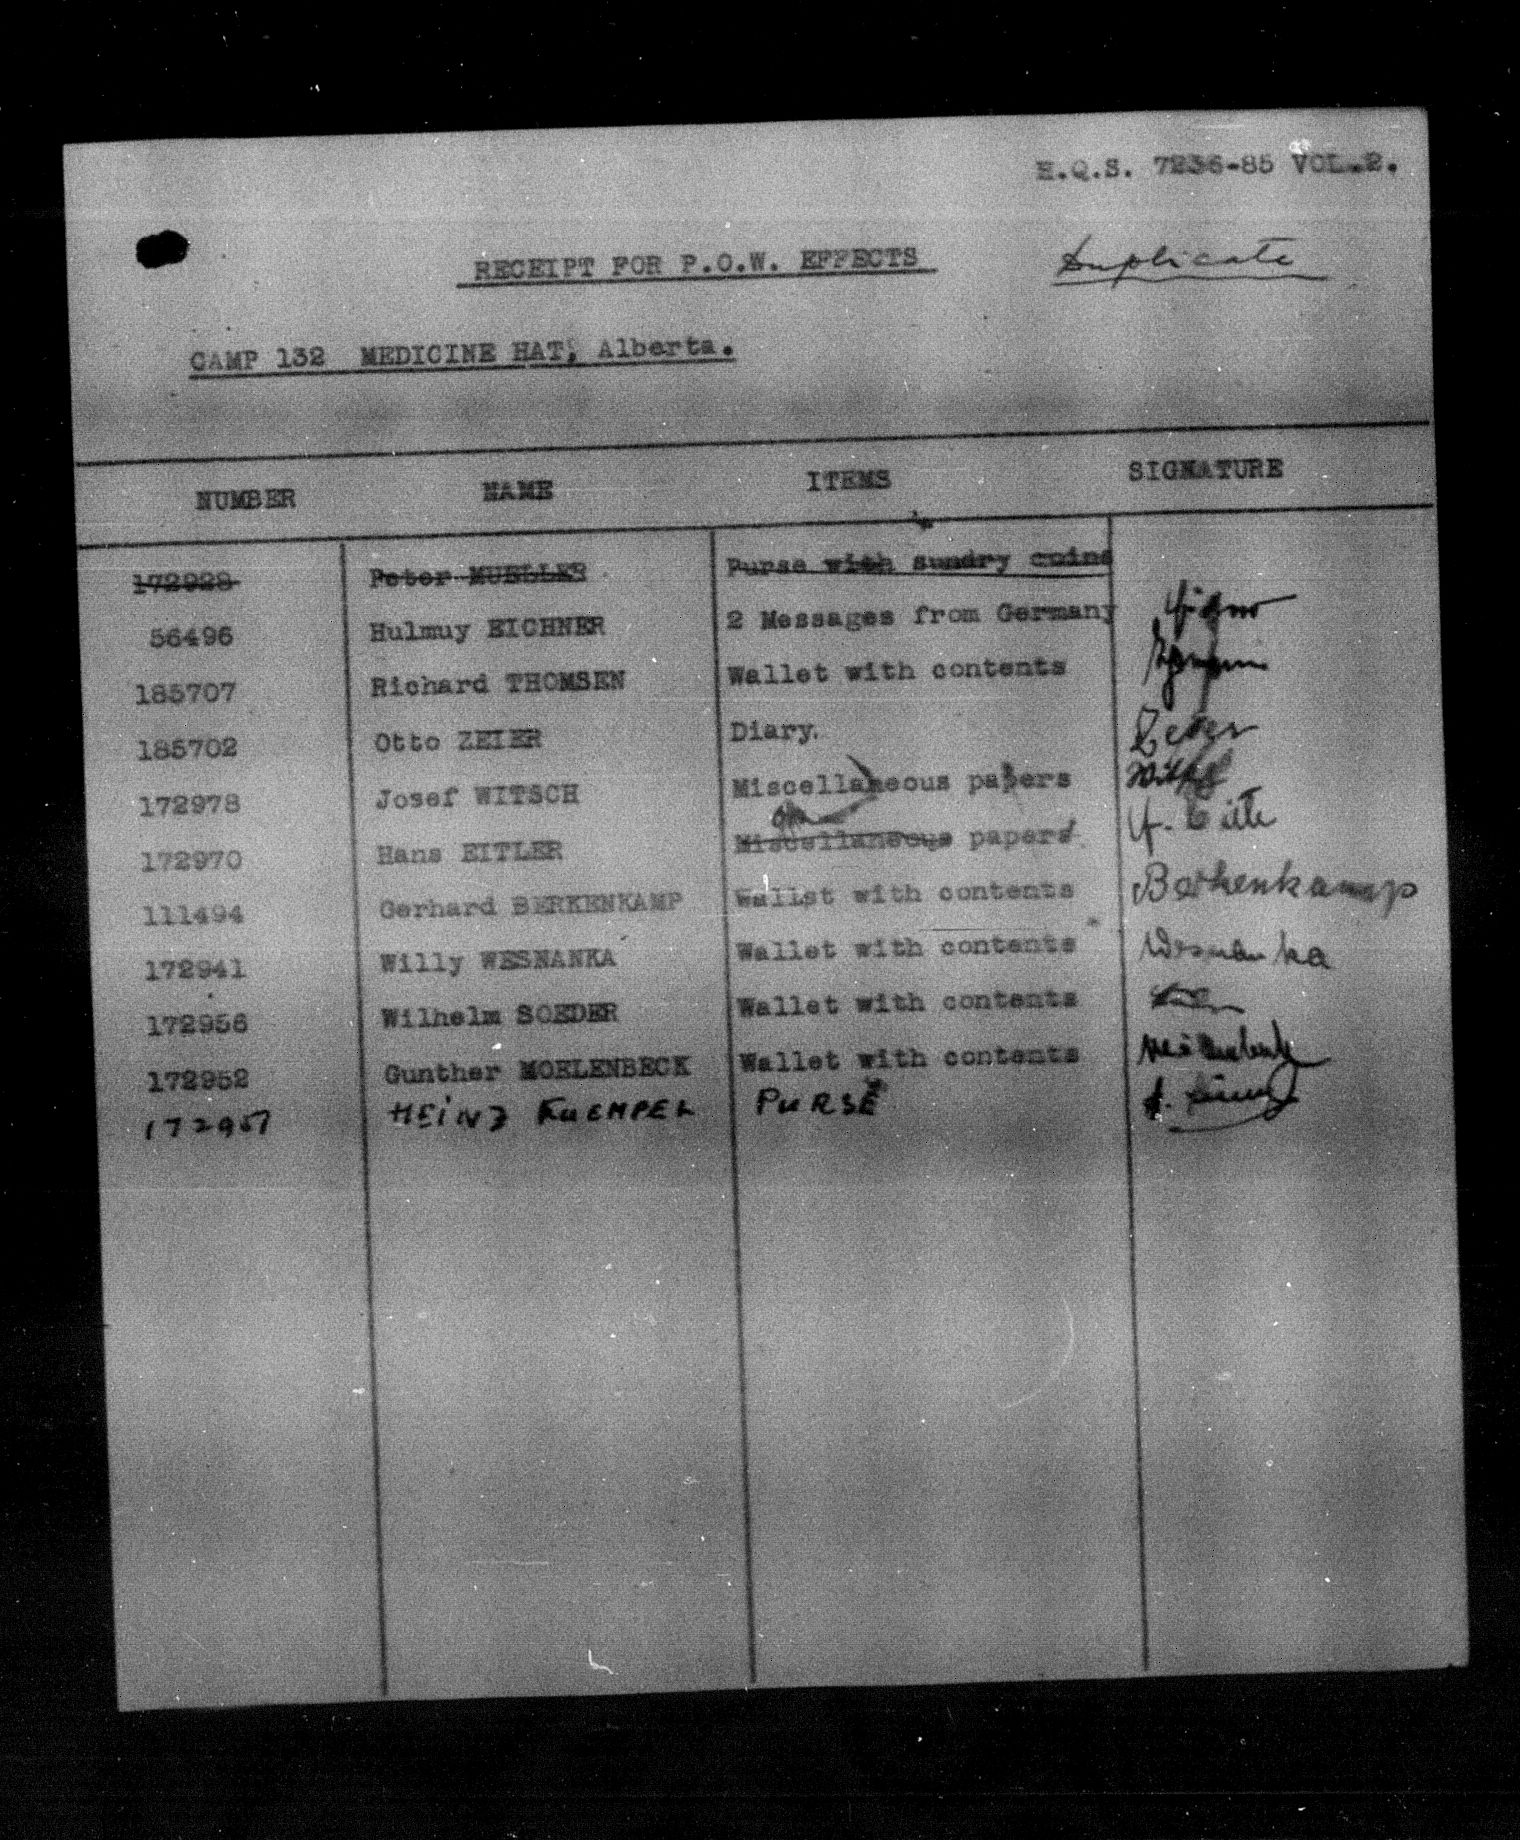 H.Q.S. 7236-85 VOL.2.
Duplicate
RECEIPT FOR P.O.W. EFFECTS
CAMP 132 MEDICINE HAT, Alberta.
NUMBER NAME ITEMS SIGNATURE
172928 Peter MUELLER Purse with sundry coins
56496 Hulmuy EICHNER 2 Messages from Germany
185707 Richard THOMSEN Wallet with contents
185702 Otto ZEIER Diary. Zeier
172978 Josef WITSCH Miscellaneous papers
172970 Hans EITLER Miscellaneous papers
111494 Gerhard BERKENKAMP Wallet with contents Berkenkamp
172941 Willy WESNANKA Wallet with contents Wesnanka
172956 Wilhelm SOEDER Wallet with contents
172952 Gunther MOELENBECK Wallet with contents
172957 HEINZ KUEMPEL PURSE